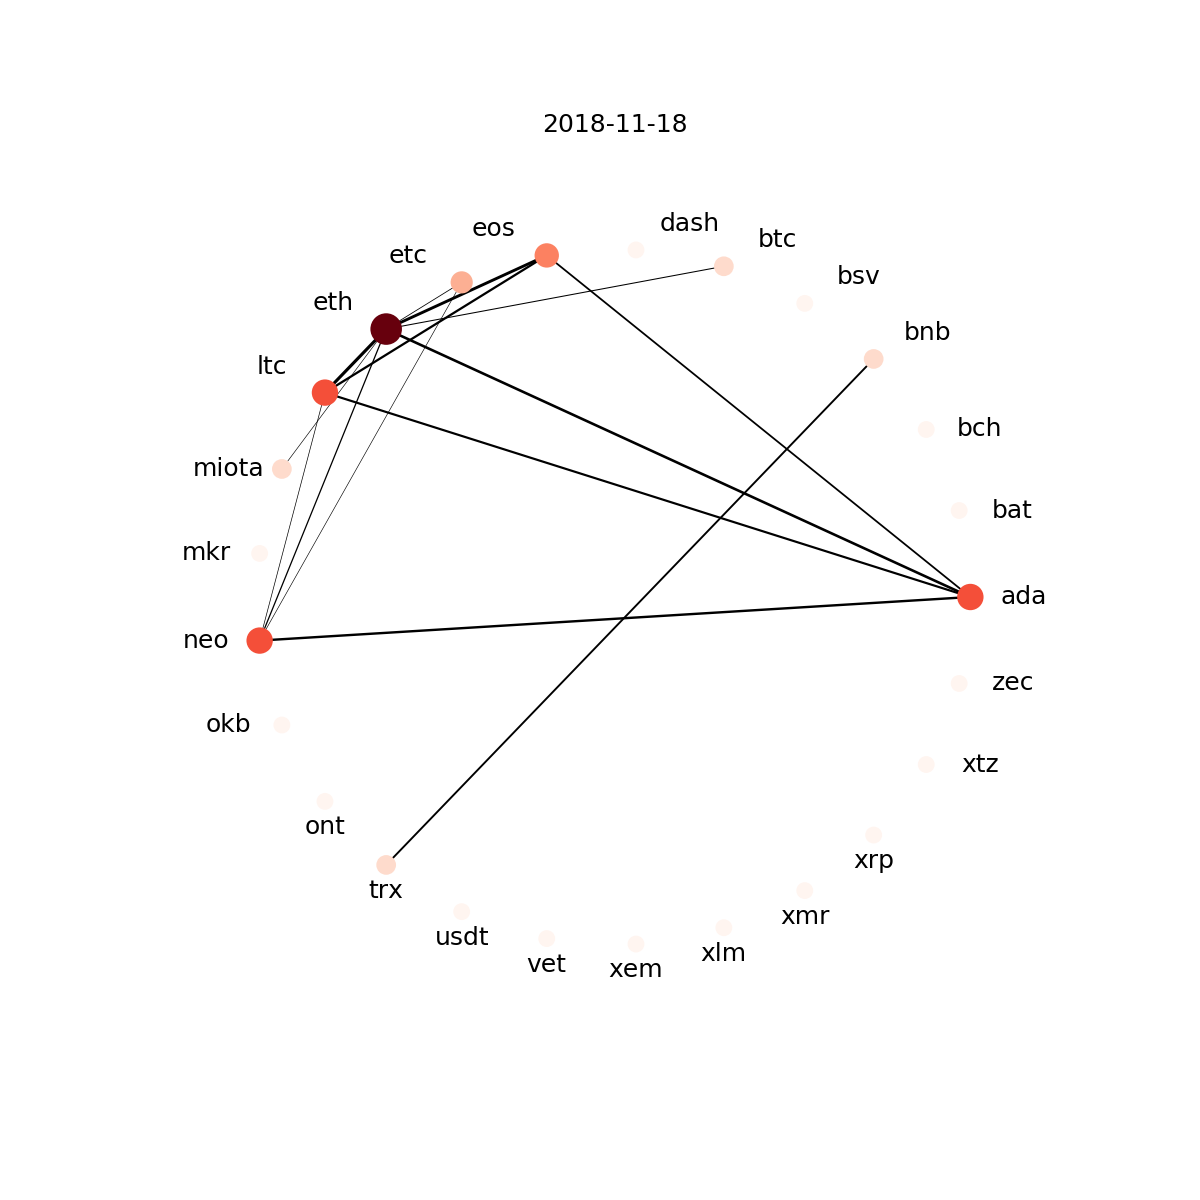 2018-11-18
dash
eos
btc
etc
bsv
eth
bnb
ltc
bch
miota
bat
mkr
ada
neo
zec
okb
xtz
ont
xrp
trx
xmr
usdt
xlm
vet
xem